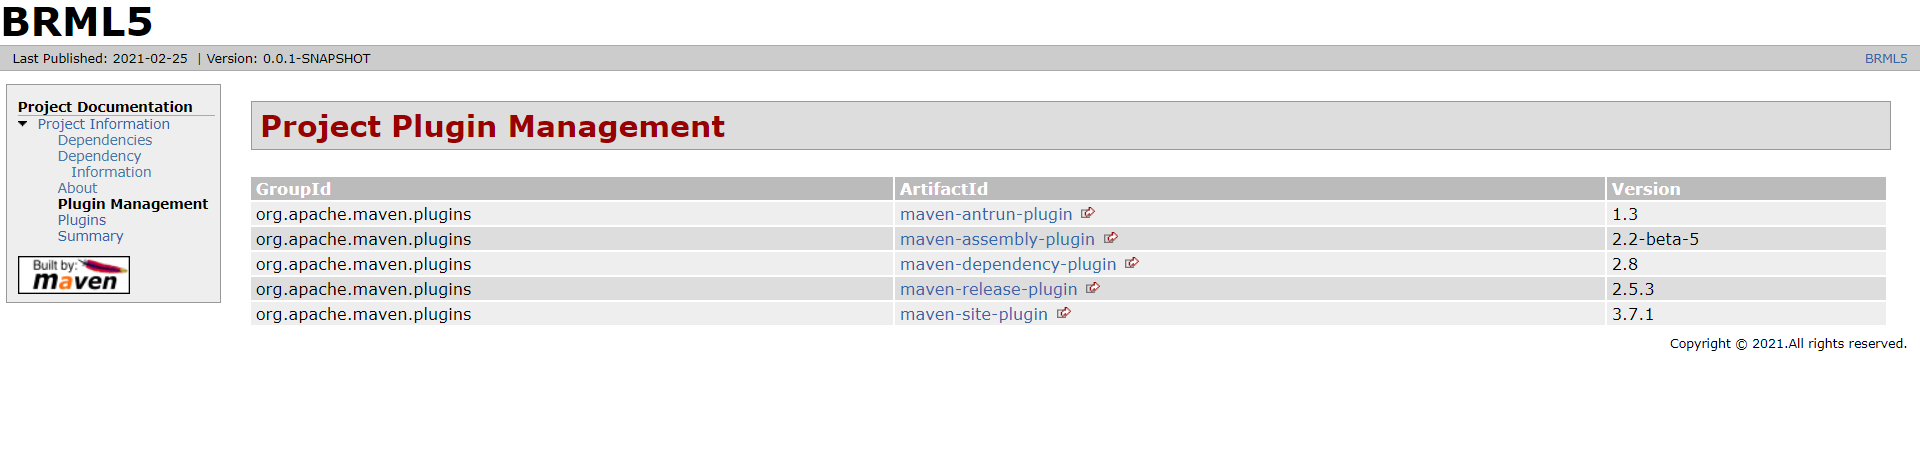 BRML5
Last Published: 2021-02-25 | Version: 0.0.1-SNAPSHOT
BRML5
Project Documentation
Project Information
Dependencies
Dependency
Information
About
Plugin Management
Plugins
Summary
Built by:
maven
Project Plugin Management
GroupId ArtifactId Version
org.apache.maven.plugins maven-antrun-plugin 1.3
org.apache.maven.plugins maven-assembly-plugin 2.2-beta-5
org.apache.maven.plugins maven-dependency-plugin 2.8
org.apache.maven.plugins maven-release-plugin 2.5.3
org.apache.maven.plugins maven-site-plugin 3.7.1
Copyright © 2021.All rights reserved.